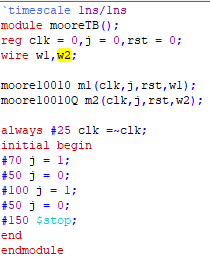 `timescale 1ns/1ns
module mooreTB();
reg clk = 0,j = 0,rst = 0;
wire w1,w2;
moore10010 m1(clk,j,rst,w1);
moore10010Q m2(clk,j,rst,w2);
always #25 clk =~clk;
initial begin
#70 j = 1;
#50 j = 0;
#100 j = 1;
#50 j = 0;
#150 $stop;
end
endmodule